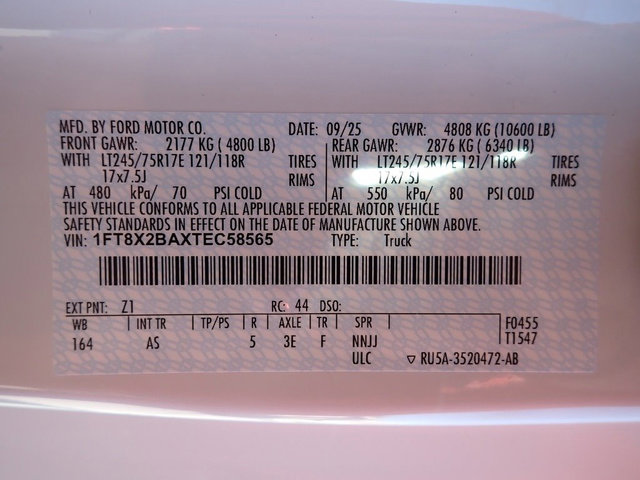 MFD. BY FORD MOTOR CO. DATE: 09/25 GVWR: 4808 KG (10600 LB)
FRONT GAWR: 2177 KG ( 4800 LB) REAR GAWR: 2876 KG ( 6340 LB)
WITH LT245/75R17E 121/118R TIRES WITH LT245/75R17E 121/118R TIRES
17x7.5J RIMS 17x7.5J RIMS
AT 480 kPa/ 70 PSI COLD AT 550 kPa/ 80 PSI COLD
THIS VEHICLE CONFORMS TO ALL APPLICABLE FEDERAL MOTOR VEHICLE
SAFETY STANDARDS IN EFFECT ON THE DATE OF MANUFACTURE SHOWN ABOVE.
VIN: 1FT8X2BAXTEC58565 TYPE: Truck
EXT PNT: Z1 RC: 44 DSO:
WB INT TR TP/PS R AXLE TR SPR F0455
164 AS 5 3E F NNJJ T1547
ULC ▽ RU5A-3520472-AB